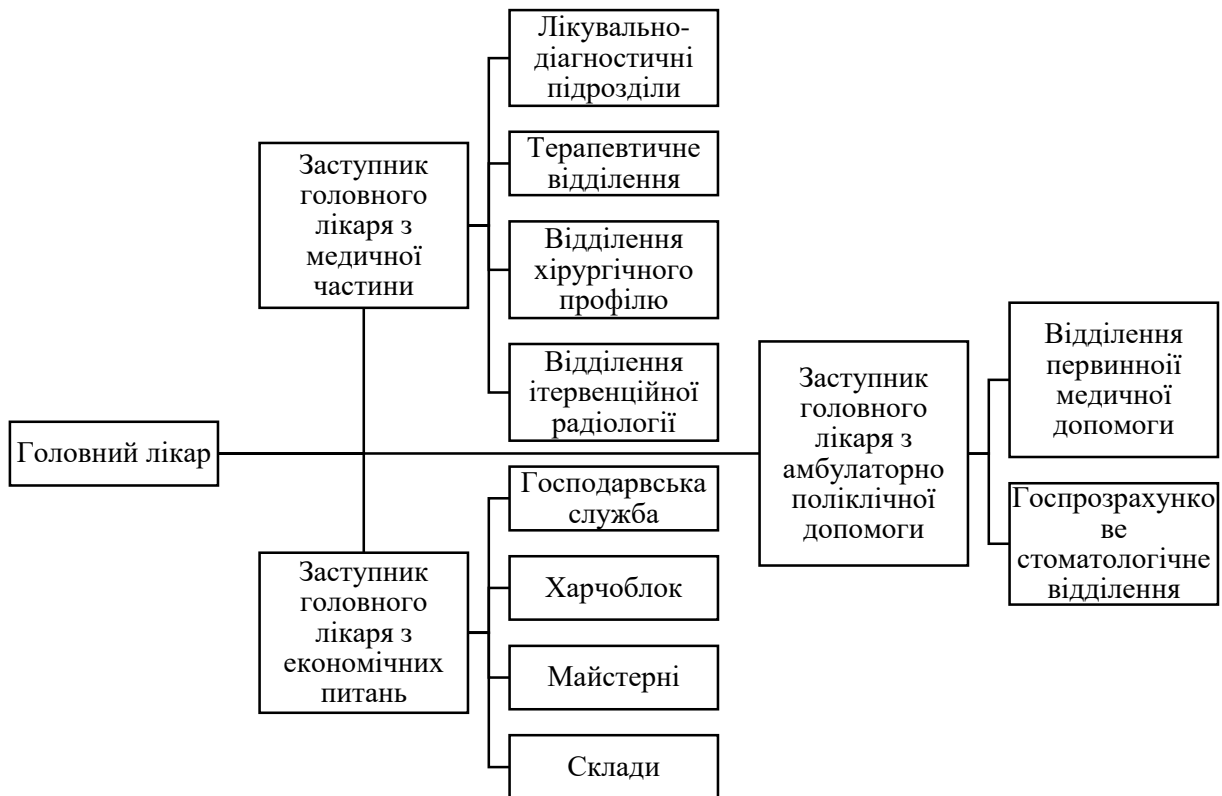 Головний лікар
Заступник
головного
лікаря з
медичної
частини
Лікувально-
діагностичні
підрозділи
Терапевтичне
відділення
Відділення
хірургічного
профілю
Відділення
ітервенційної
радіології
Заступник
головного
лікаря з
економічних
питань
Господарвська
служба
Харчоблок
Майстерні
Склади
Заступник
головного
лікаря з
амбулаторно
поліклічної
допомоги
Відділення
первинноії
медичної
допомоги
Госпрозрахунко
ве
стоматологічне
відділення